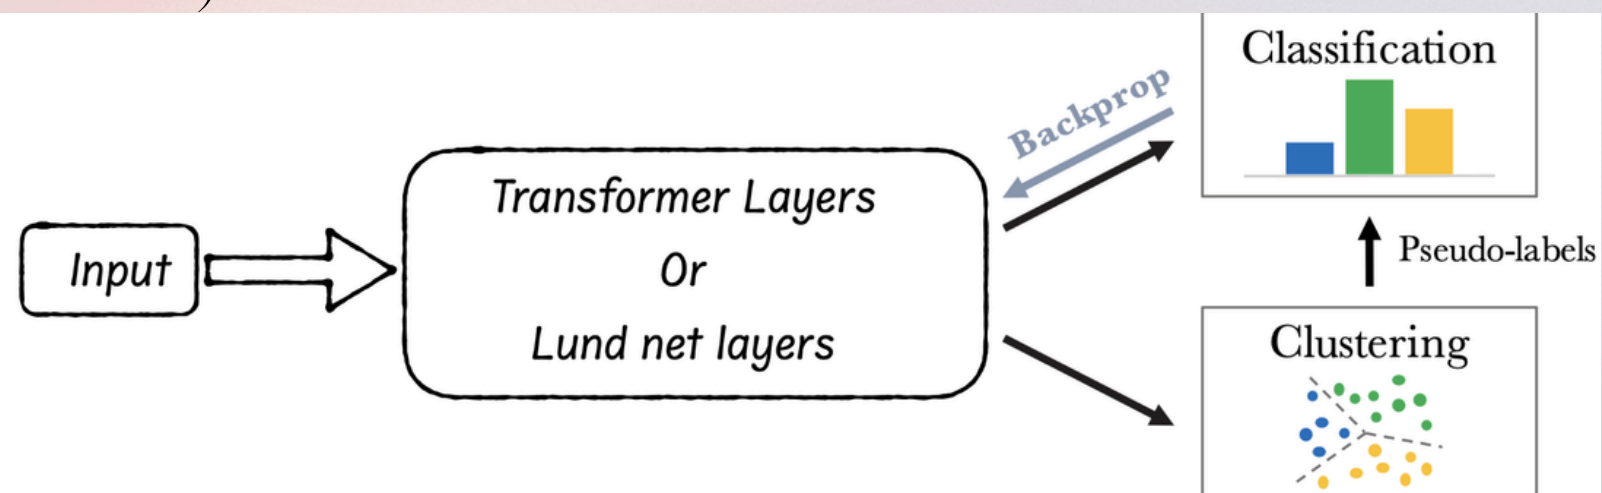 Input
Transformer Layers
Or
Lund net layers
Backprop
Classification
Pseudo-labels
Clustering